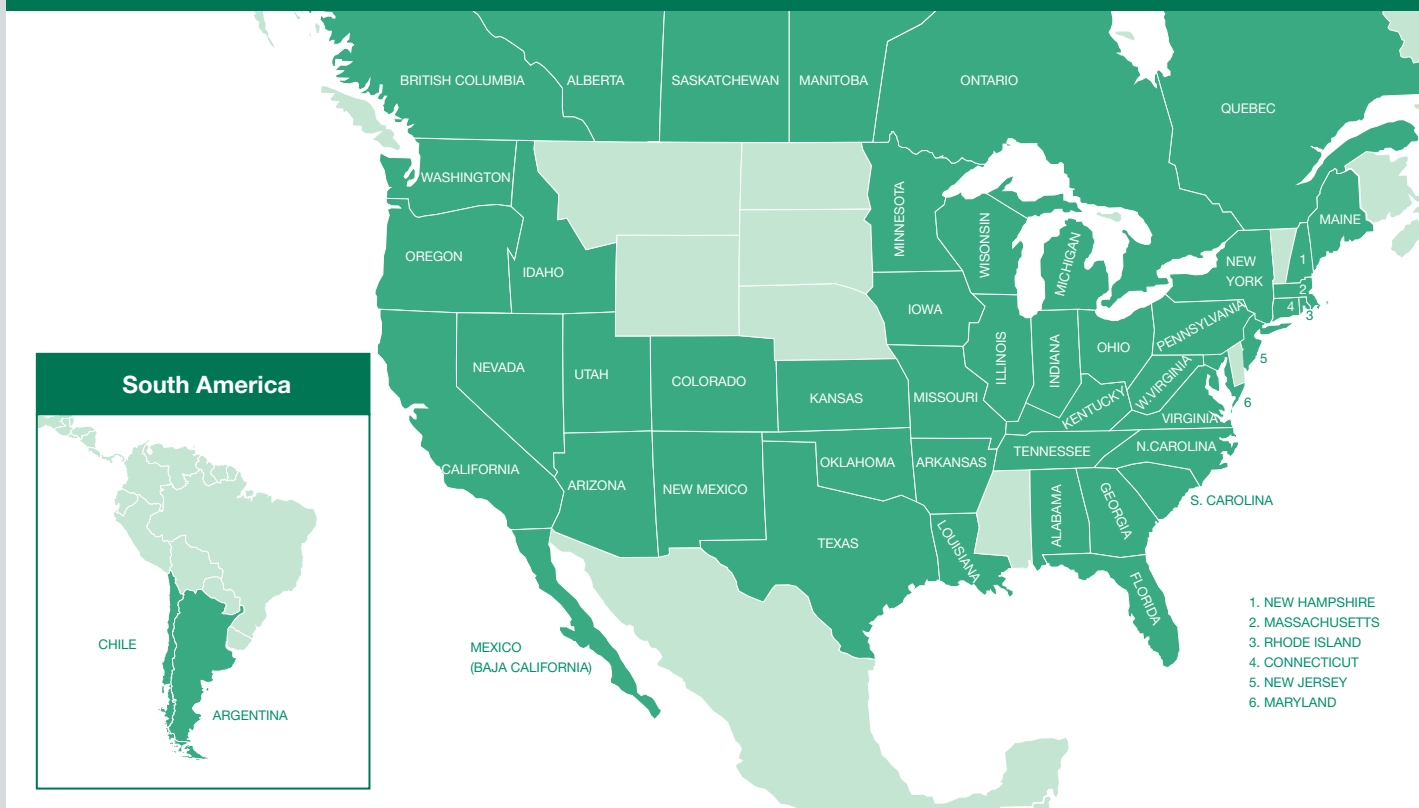 BRITISH COLUMBIA
ALBERTA
SASKATCHEWAN
MANITOBA
ONTARIO
QUEBEC
WASHINGTON
MINNESOTA
WISONSIN
MICHIGAN
MAINE
OREGON
IDAHO
NEW
YORK
1
2
3
4
IOWA
PENNSYLVANIA
NEVADA
UTAH
COLORADO
KANSAS
MISSOURI
ILLINOIS
INDIANA
OHIO
KENTUCKY
W.VIRGINIA
VIRGINIA
5
6
CALIFORNIA
ARIZONA
NEW MEXICO
OKLAHOMA
ARKANSAS
TENNESSEE
N.CAROLINA
S. CAROLINA
TEXAS
LOUISIANA
ALABAMA
GEORGIA
FLORIDA
MEXICO
(BAJA CALIFORNIA)
South America
CHILE
ARGENTINA
1. NEW HAMPSHIRE
2. MASSACHUSETTS
3. RHODE ISLAND
4. CONNECTICUT
5. NEW JERSEY
6. MARYLAND